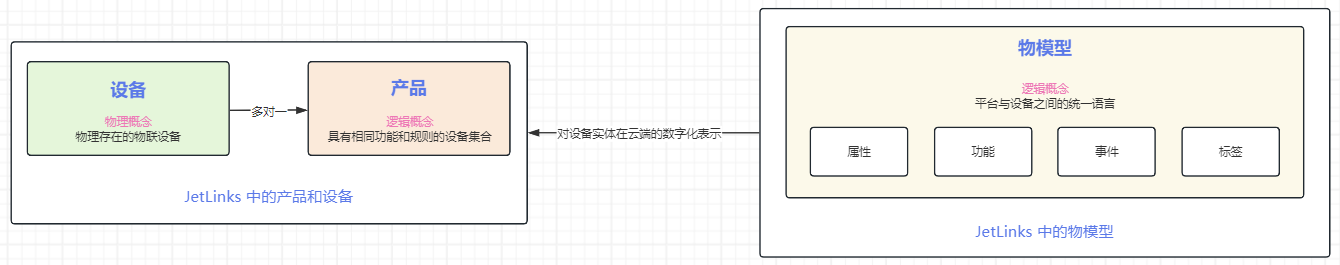 设备
物理概念
物理存在的物联设备
多对一
产品
逻辑概念
具有相同功能和规则的设备集合
JetLinks 中的产品和设备
对设备实体在云端的数字化表示
物模型
逻辑概念
平台与设备之间的统一语言
属性
功能
事件
标签
JetLinks 中的物模型